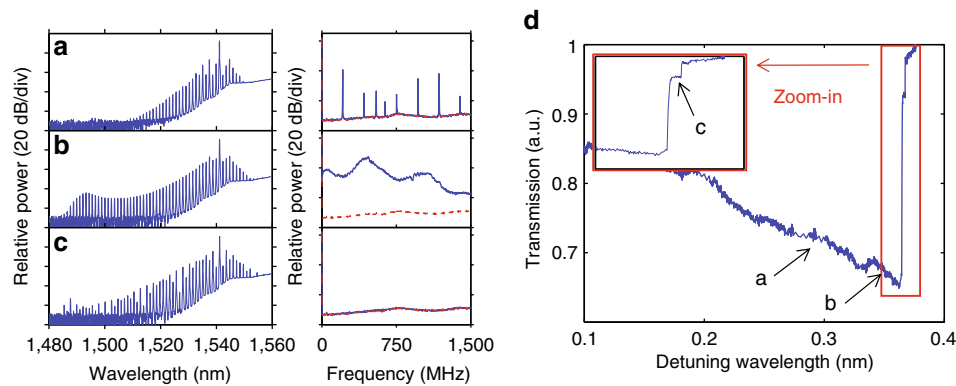 a
b
c
Relative power (20 dB/div)
1,480
1,500
1,520
1,540
1,560
Wavelength (nm)
Relative power (20 dB/div)
0
750
1,500
Frequency (MHz)
d
Transmission (a.u.)
1
0.9
0.8
0.7
0.6
0.1
0.2
0.3
0.4
Detuning wavelength (nm)
Zoom-in
c
a
b